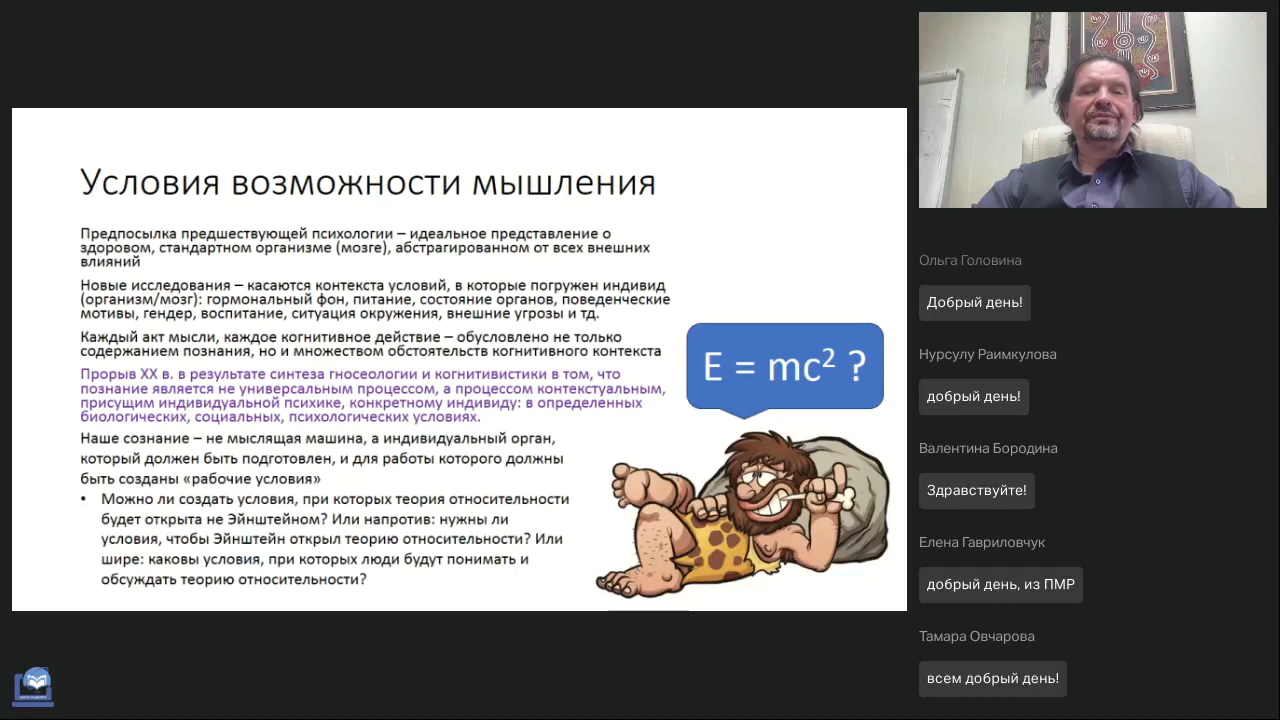 Условия возможности мышления
Предпосылка предшествующей психологии – идеальное представление о
здоровом, стандартном организме (мозге), абстрагированном от всех внешних
влияний
Новые исследования – касаются контекста условий, в которые погружен индивид
(организм/мозг): гормональный фон, питание, состояние органов, поведенческие
мотивы, гендер, воспитание, ситуация окружения, внешние угрозы и тд.
Каждый акт мысли, каждое когнитивное действие – обусловлено не только
содержанием познания, но и множеством обстоятельств когнитивного контекста
Прорыв XX в. в результате синтеза гносеологии и когнитивистики в том, что
познание является не универсальным процессом, а процессом контекстуальным,
присущим индивидуальной психике, конкретному индивиду: в определенных
биологических, социальных, психологических условиях.
Наше сознание – не мыслящая машина, а индивидуальный орган,
который должен быть подготовлен, и для работы которого должны
быть созданы «рабочие условия»
• Можно ли создать условия, при которых теория относительности
будет открыта не Эйнштейном? Или напротив: нужны ли
условия, чтобы Эйнштейн открыл теорию относительности? Или
шире: каковы условия, при которых люди будут понимать и
обсуждать теорию относительности?
E = mc² ?
Ольга Головина
Добрый день!
Нурсулу Раимкулова
добрый день!
Валентина Бородина
Здравствуйте!
Елена Гавриловчук
добрый день, из ПМР
Тамара Овчарова
всем добрый день!